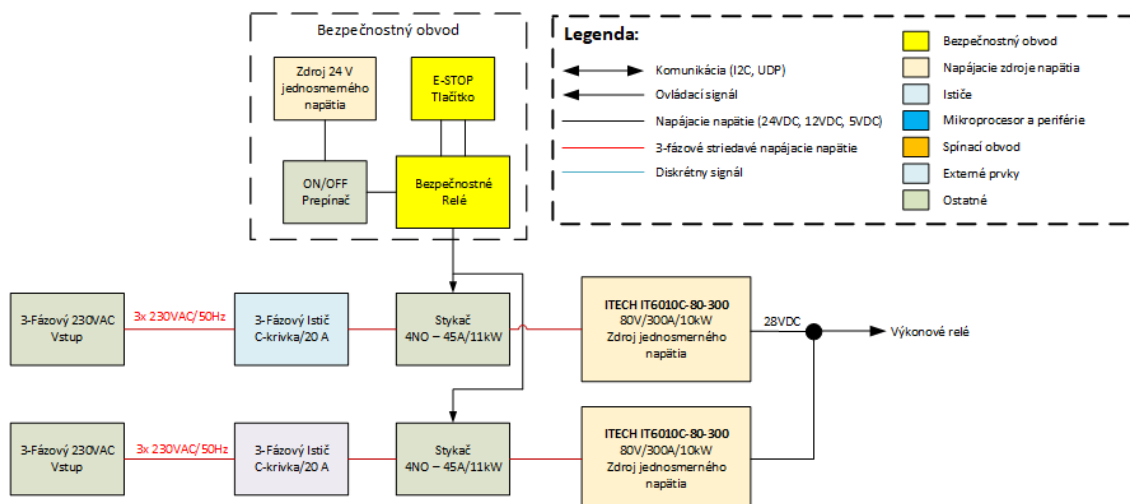 Bezpečnostný obvod
Zdroj 24 V
jednosmerného
napätia
E-STOP
Tlačítko
ON/OFF
Prepínač
Bezpečnostné
Relé
Legenda:
Komunikácia (I2C, UDP)
Ovládací signál
Napájacie napätie (24VDC, 12VDC, 5VDC)
3-fázové striedavé napájacie napätie
Diskrétny signál
Bezpečnostný obvod
Napájacie zdroje napätia
Ističe
Mikroprocesor a periférie
Spínací obvod
Externé prvky
Ostatné
3-Fázový 230VAC
Vstup
3x 230VAC/50Hz
3-Fázový Istič
C-krivka/20 A
Stykač
4NO – 45A/11kW
ITECH IT6010C-80-300
80V/300A/10kW
Zdroj jednosmerného
napätia
28VDC
Výkonové relé
3-Fázový 230VAC
Vstup
3x 230VAC/50Hz
3-Fázový Istič
C-krivka/20 A
Stykač
4NO – 45A/11kW
ITECH IT6010C-80-300
80V/300A/10kW
Zdroj jednosmerného
napätia